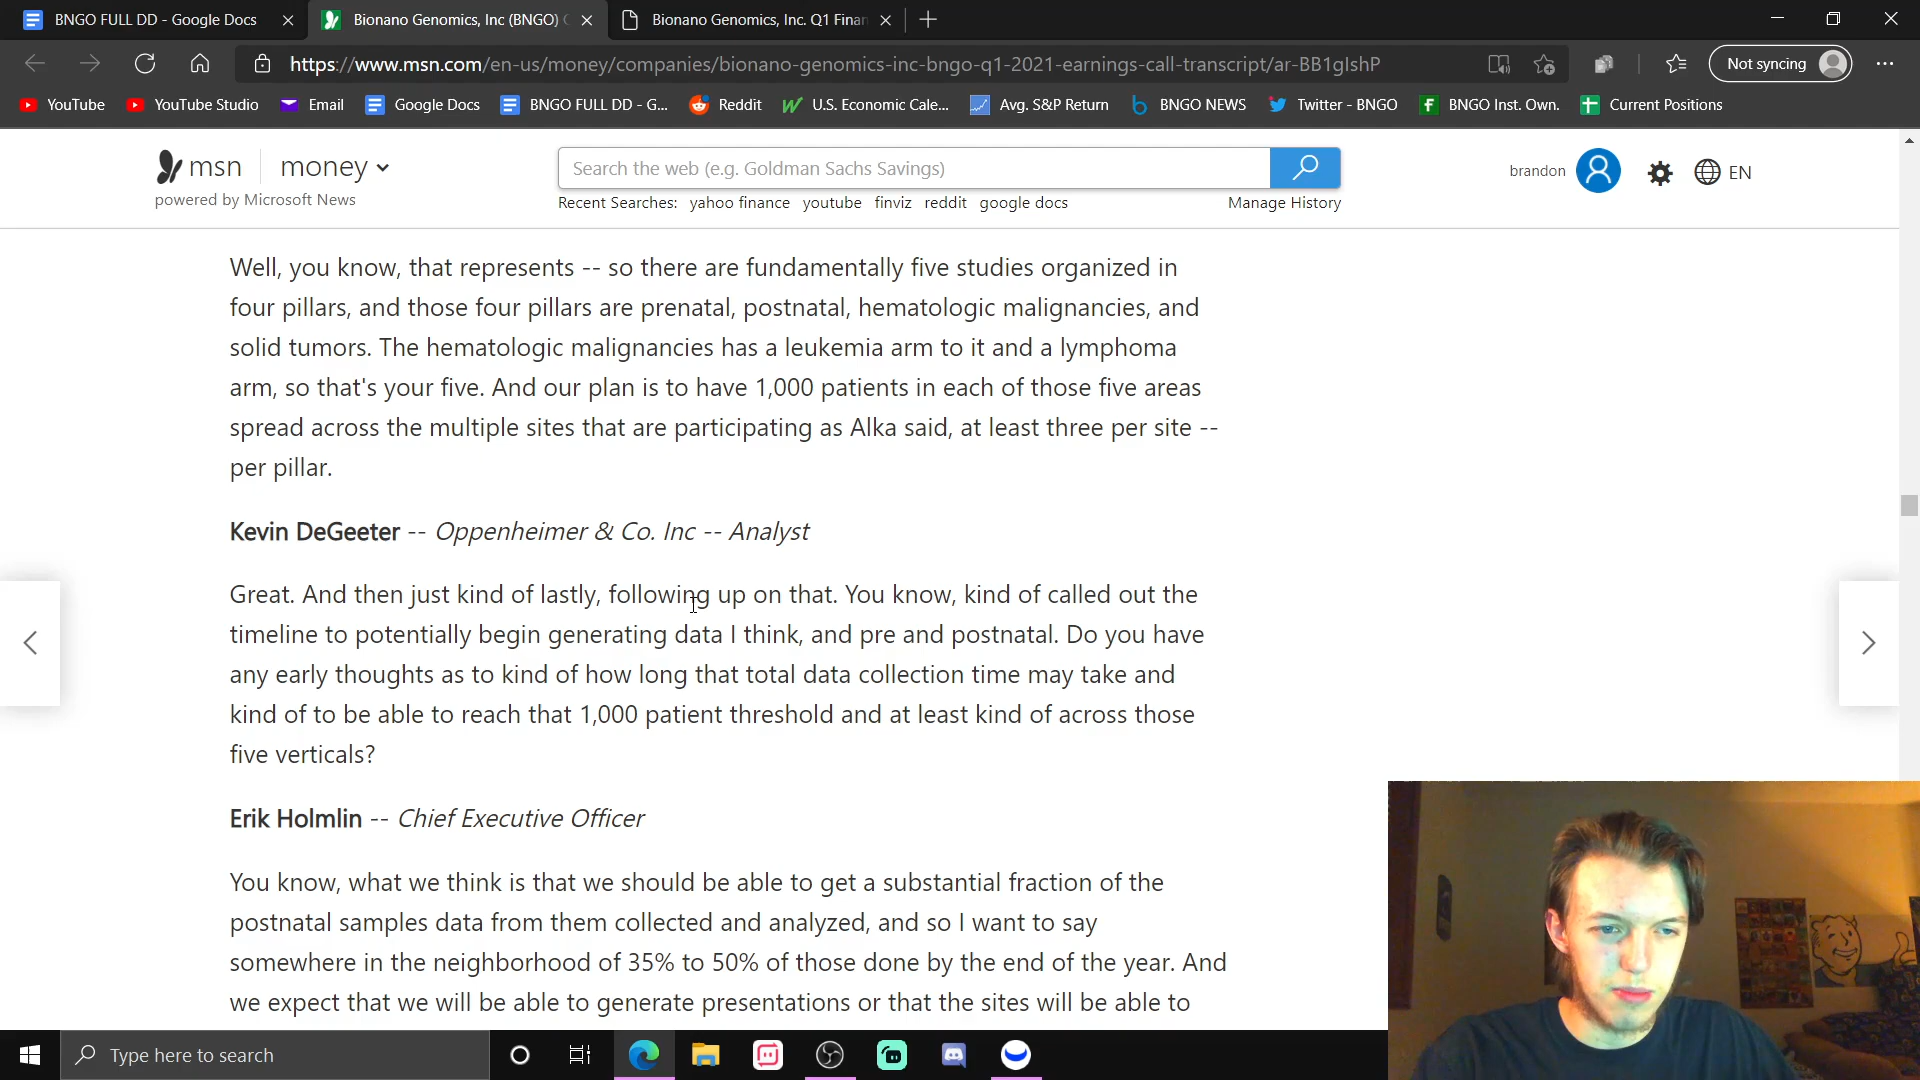 BNGO FULL DD - Google Docs
Bionano Genomics, Inc (BNGO)
Bionano Genomics, Inc. Q1 Finan
https://www.msn.com/en-us/money/companies/bionano-genomics-inc-bngo-q1-2021-earnings-call-transcript/ar-BB1glshP
Not syncing
YouTube
YouTube Studio
Email
Google Docs
BNGO FULL DD - G...
Reddit
U.S. Economic Cale...
Avg. S&P Return
BNGO NEWS
Twitter - BNGO
BNGO Inst. Own.
Current Positions
msn
money
powered by Microsoft News
Search the web (e.g. Goldman Sachs Savings)
Recent Searches: yahoo finance youtube finviz reddit google docs
Manage History
brandon
EN
Well, you know, that represents -- so there are fundamentally five studies organized in
four pillars, and those four pillars are prenatal, postnatal, hematologic malignancies, and
solid tumors. The hematologic malignancies has a leukemia arm to it and a lymphoma
arm, so that's your five. And our plan is to have 1,000 patients in each of those five areas
spread across the multiple sites that are participating as Alka said, at least three per site --
per pillar.
Kevin DeGeeter -- Oppenheimer & Co. Inc -- Analyst
Great. And then just kind of lastly, following up on that. You know, kind of called out the
timeline to potentially begin generating data I think, and pre and postnatal. Do you have
any early thoughts as to kind of how long that total data collection time may take and
kind of to be able to reach that 1,000 patient threshold and at least kind of across those
five verticals?
Erik Holmlin -- Chief Executive Officer
You know, what we think is that we should be able to get a substantial fraction of the
postnatal samples data from them collected and analyzed, and so I want to say
somewhere in the neighborhood of 35% to 50% of those done by the end of the year. And
we expect that we will be able to generate presentations or that the sites will be able to
Type here to search